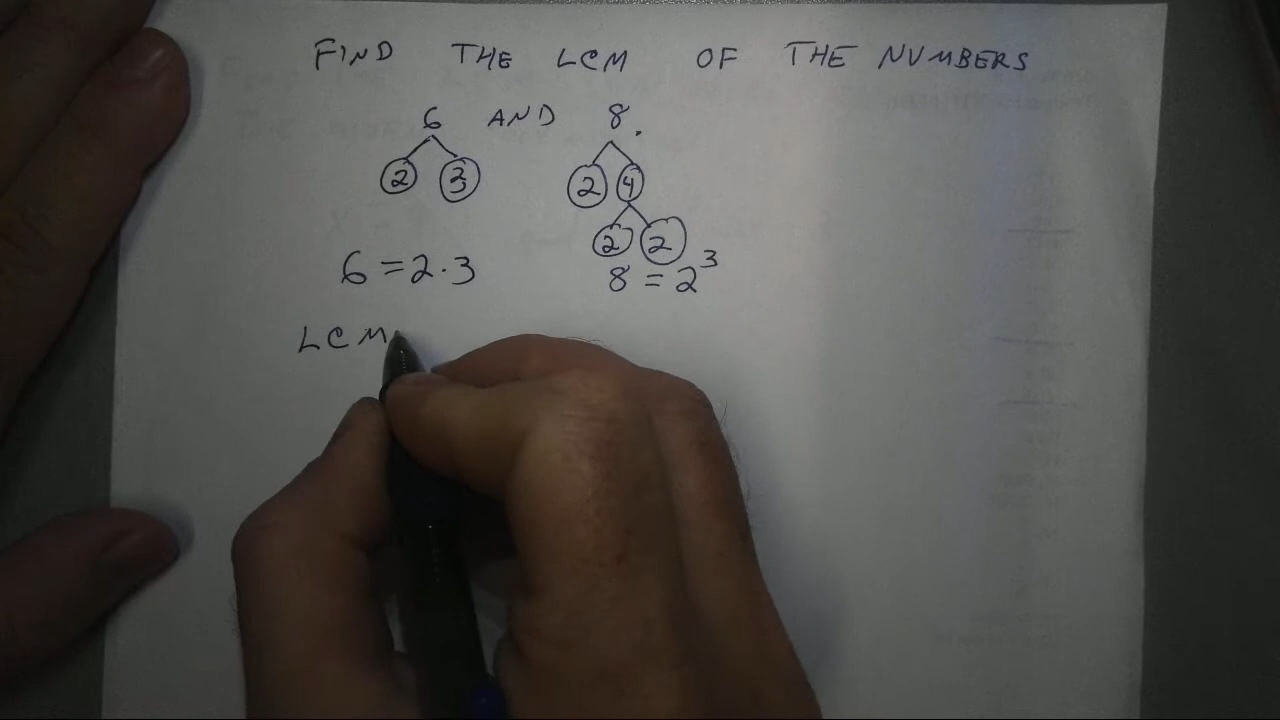 FIND THE LCM OF THE NUMBERS
6 AND 8.
2 3 2 4
2 2
6 = 2 · 3 8 = 2³
LCM